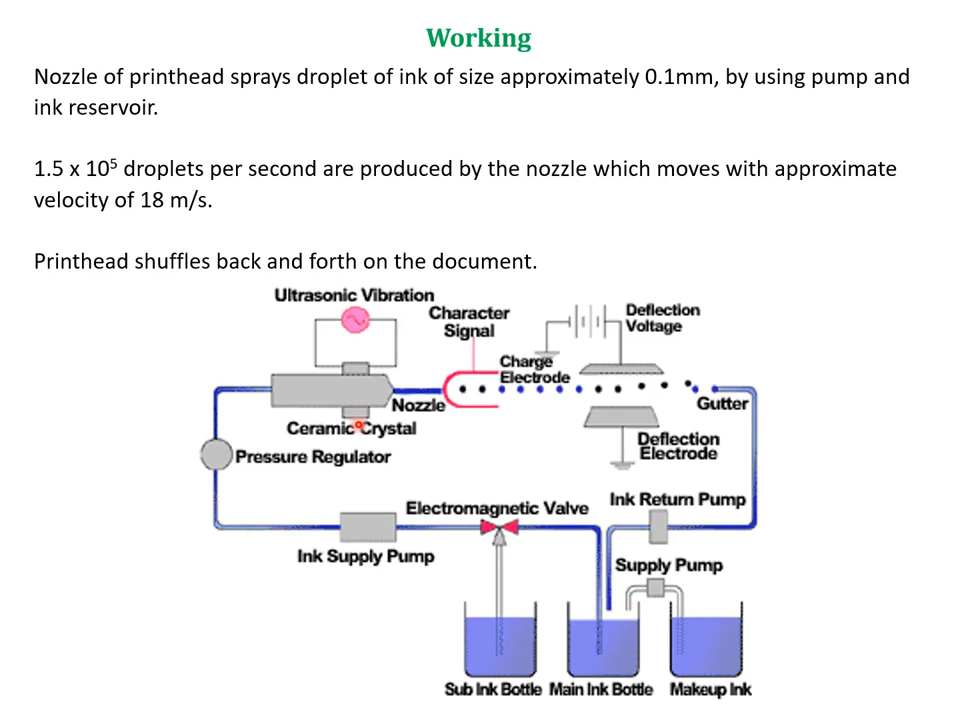 Working
Nozzle of printhead sprays droplet of ink of size approximately 0.1mm, by using pump and
ink reservoir.
1.5 x 10⁵ droplets per second are produced by the nozzle which moves with approximate
velocity of 18 m/s.
Printhead shuffles back and forth on the document.
Ultrasonic Vibration
Character
Signal
Deflection
Voltage
Charge
Electrode
Nozzle
Gutter
Ceramic Crystal
Pressure Regulator
Deflection
Electrode
Electromagnetic Valve
Ink Return Pump
Ink Supply Pump
Supply Pump
Sub Ink Bottle
Main Ink Bottle
Makeup Ink